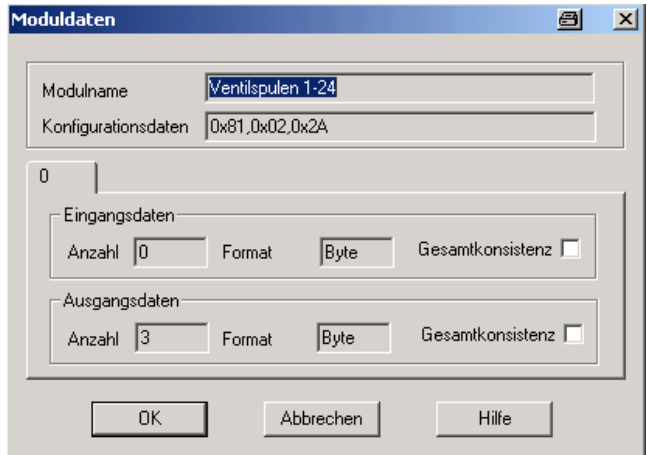 Moduldaten
Modulname Ventilspulen 1-24
Konfigurationsdaten 0x81,0x02,0x2A
0
Eingangsdaten
Anzahl 0 Format Byte Gesamtkonsistenz
Ausgangsdaten
Anzahl 3 Format Byte Gesamtkonsistenz
OK Abbrechen Hilfe